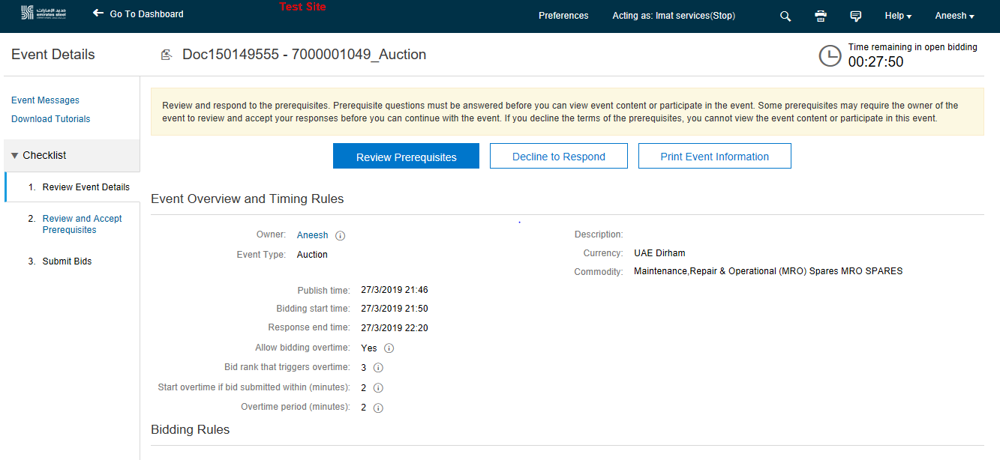 حديد الإمارات
emirates steel
Go To Dashboard
Test Site
Preferences
Acting as: Imat services(Stop)
Help
Aneesh
Event Details
Doc150149555 - 7000001049_Auction
Time remaining in open bidding
00:27:50
Event Messages
Download Tutorials
Checklist
1. Review Event Details
2. Review and Accept
Prerequisites
3. Submit Bids
Review and respond to the prerequisites. Prerequisite questions must be answered before you can view event content or participate in the event. Some prerequisites may require the owner of the
event to review and accept your responses before you can continue with the event. If you decline the terms of the prerequisites, you cannot view the event content or participate in this event.
Review Prerequisites
Decline to Respond
Print Event Information
Event Overview and Timing Rules
Owner: Aneesh
Event Type: Auction
Description:
Currency: UAE Dirham
Commodity: Maintenance,Repair & Operational (MRO) Spares MRO SPARES
Publish time: 27/3/2019 21:46
Bidding start time: 27/3/2019 21:50
Response end time: 27/3/2019 22:20
Allow bidding overtime: Yes
Bid rank that triggers overtime: 3
Start overtime if bid submitted within (minutes): 2
Overtime period (minutes): 2
Bidding Rules